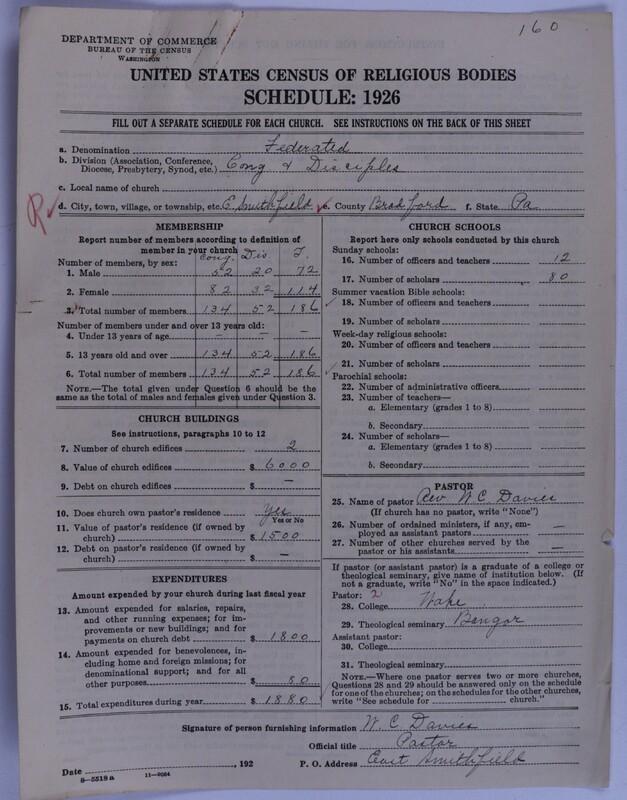 160
DEPARTMENT OF COMMERCE
BUREAU OF THE CENSUS
WASHINGTON
UNITED STATES CENSUS OF RELIGIOUS BODIES
SCHEDULE: 1926
FILL OUT A SEPARATE SCHEDULE FOR EACH CHURCH. SEE INSTRUCTIONS ON THE BACK OF THIS SHEET
a. Denomination Federated
b. Division (Association, Conference, Diocese, Presbytery, Synod, etc.) Cong & Disciples
c. Local name of church
R d. City, town, village, or township, etc. E. Smithfield e. County Bradford f. State Pa
MEMBERSHIP
Report number of members according to definition of
member in your church
Cong. Dis T.
Number of members, by sex:
1. Male 52 20 72
2. Female 82 32 114
3. Total number of members 134 52 186
Number of members under and over 13 years old:
4. Under 13 years of age — — —
5. 13 years old and over 134 52 186
6. Total number of members 134 52 186
NOTE.—The total given under Question 6 should be the
same as the total of males and females given under Question 3.
CHURCH BUILDINGS
See instructions, paragraphs 10 to 12
7. Number of church edifices 2
8. Value of church edifices $ 6000
9. Debt on church edifices $ —
10. Does church own pastor's residence Yes
Yes or No
11. Value of pastor's residence (if owned by
church) $ 1500
12. Debt on pastor's residence (if owned by
church) $ —
EXPENDITURES
Amount expended by your church during last fiscal year
13. Amount expended for salaries, repairs,
and other running expenses; for im-
provements or new buildings; and for
payments on church debt $ 1800
14. Amount expended for benevolences, in-
cluding home and foreign missions; for
denominational support; and for all
other purposes $ 80
15. Total expenditures during year $ 1880
CHURCH SCHOOLS
Report here only schools conducted by this church
Sunday schools:
16. Number of officers and teachers 12
17. Number of scholars 80
Summer vacation Bible schools:
18. Number of officers and teachers
19. Number of scholars
Week-day religious schools:
20. Number of officers and teachers
21. Number of scholars
Parochial schools:
22. Number of administrative officers
23. Number of teachers—
a. Elementary (grades 1 to 8)
b. Secondary
24. Number of scholars—
a. Elementary (grades 1 to 8)
b. Secondary
PASTOR
25. Name of pastor Rev W C Davies
(If church has no pastor, write "None")
26. Number of ordained ministers, if any, em-
ployed as assistant pastors —
27. Number of other churches served by the
pastor or his assistants —
If pastor (or assistant pastor) is a graduate of a college or
theological seminary, give name of institution below. (If
not a graduate, write "No" in the space indicated.)
Pastor: 2
28. College Wake
29. Theological seminary Bangor
Assistant pastor:
30. College
31. Theological seminary
NOTE.—Where one pastor serves two or more churches,
Questions 28 and 29 should be answered only on the schedule
for one of the churches; on the schedules for the other churches,
write "See schedule for church."
Signature of person furnishing information W. C. Davies
Official title Pastor
Date , 192 P. O. Address East Smithfield
8—5518a 11—9084